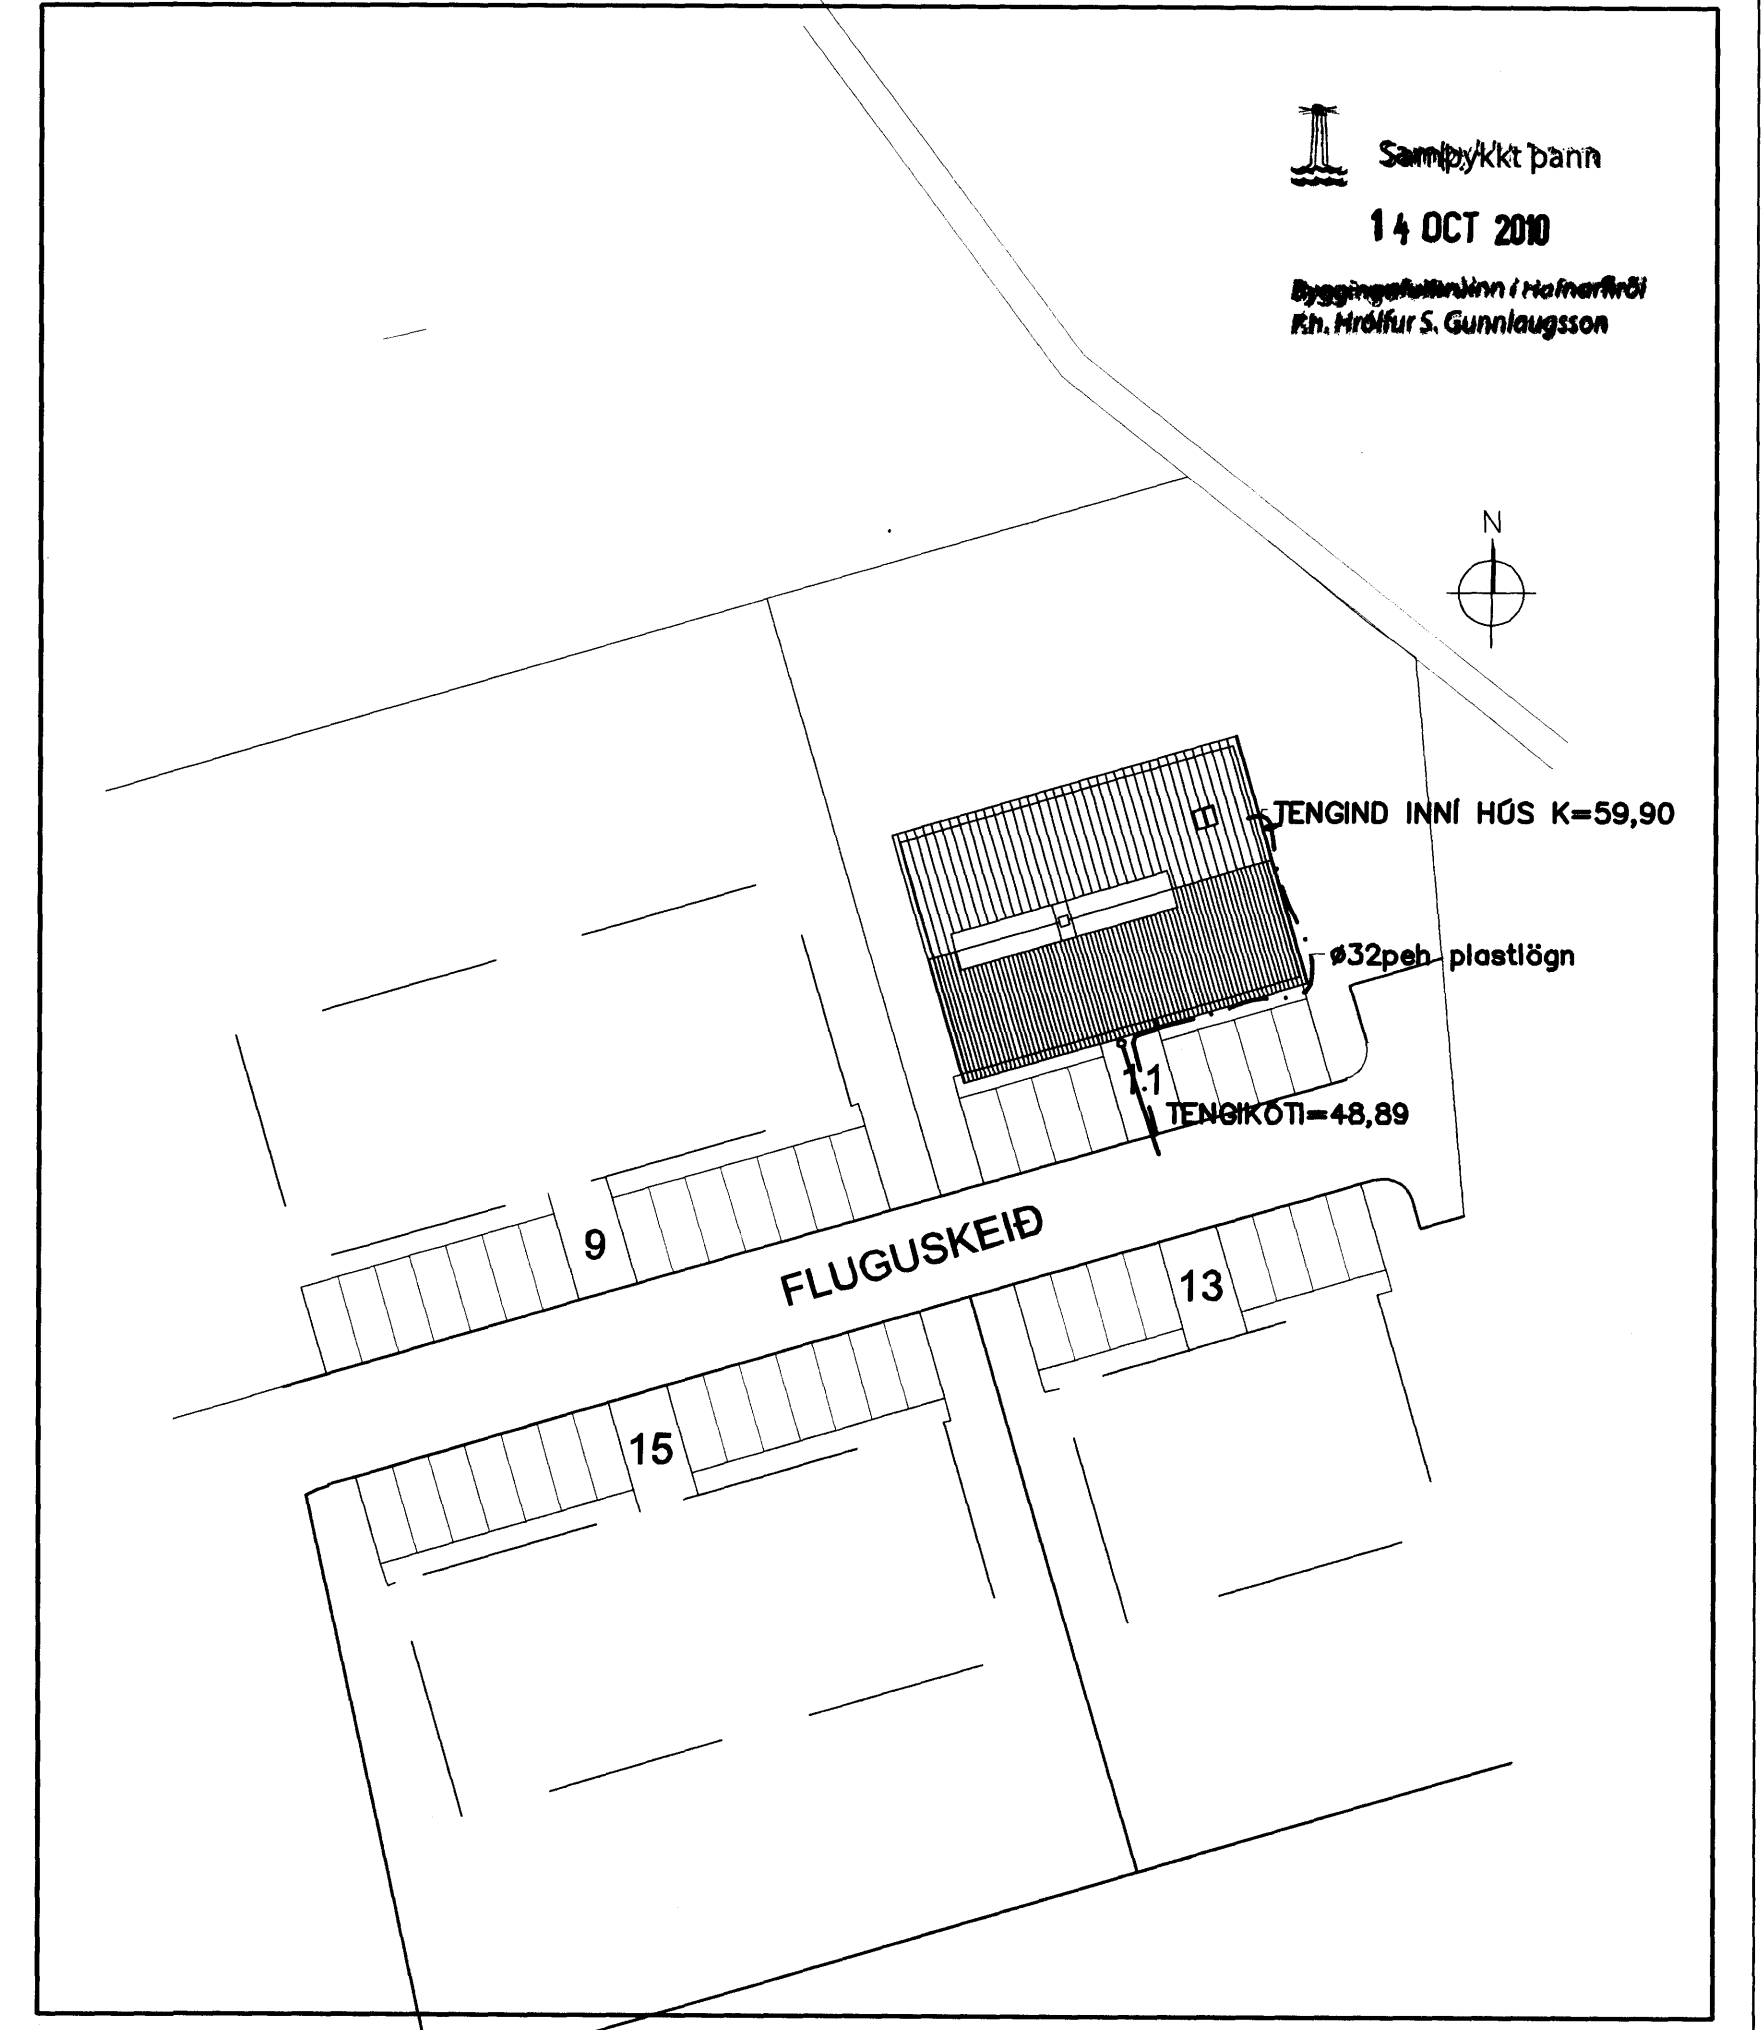 Samþykkt þann
14 OCT 2010
Byggingafulltrúinn í Hafnarfirði
F.h. Hrólfur S. Gunnlaugsson
N
TENGIND INNÍ HÚS K=59,90
ø32peh plastlögn
11
TENGIKÓTI=48,89
9
FLUGUSKEIÐ
13
15